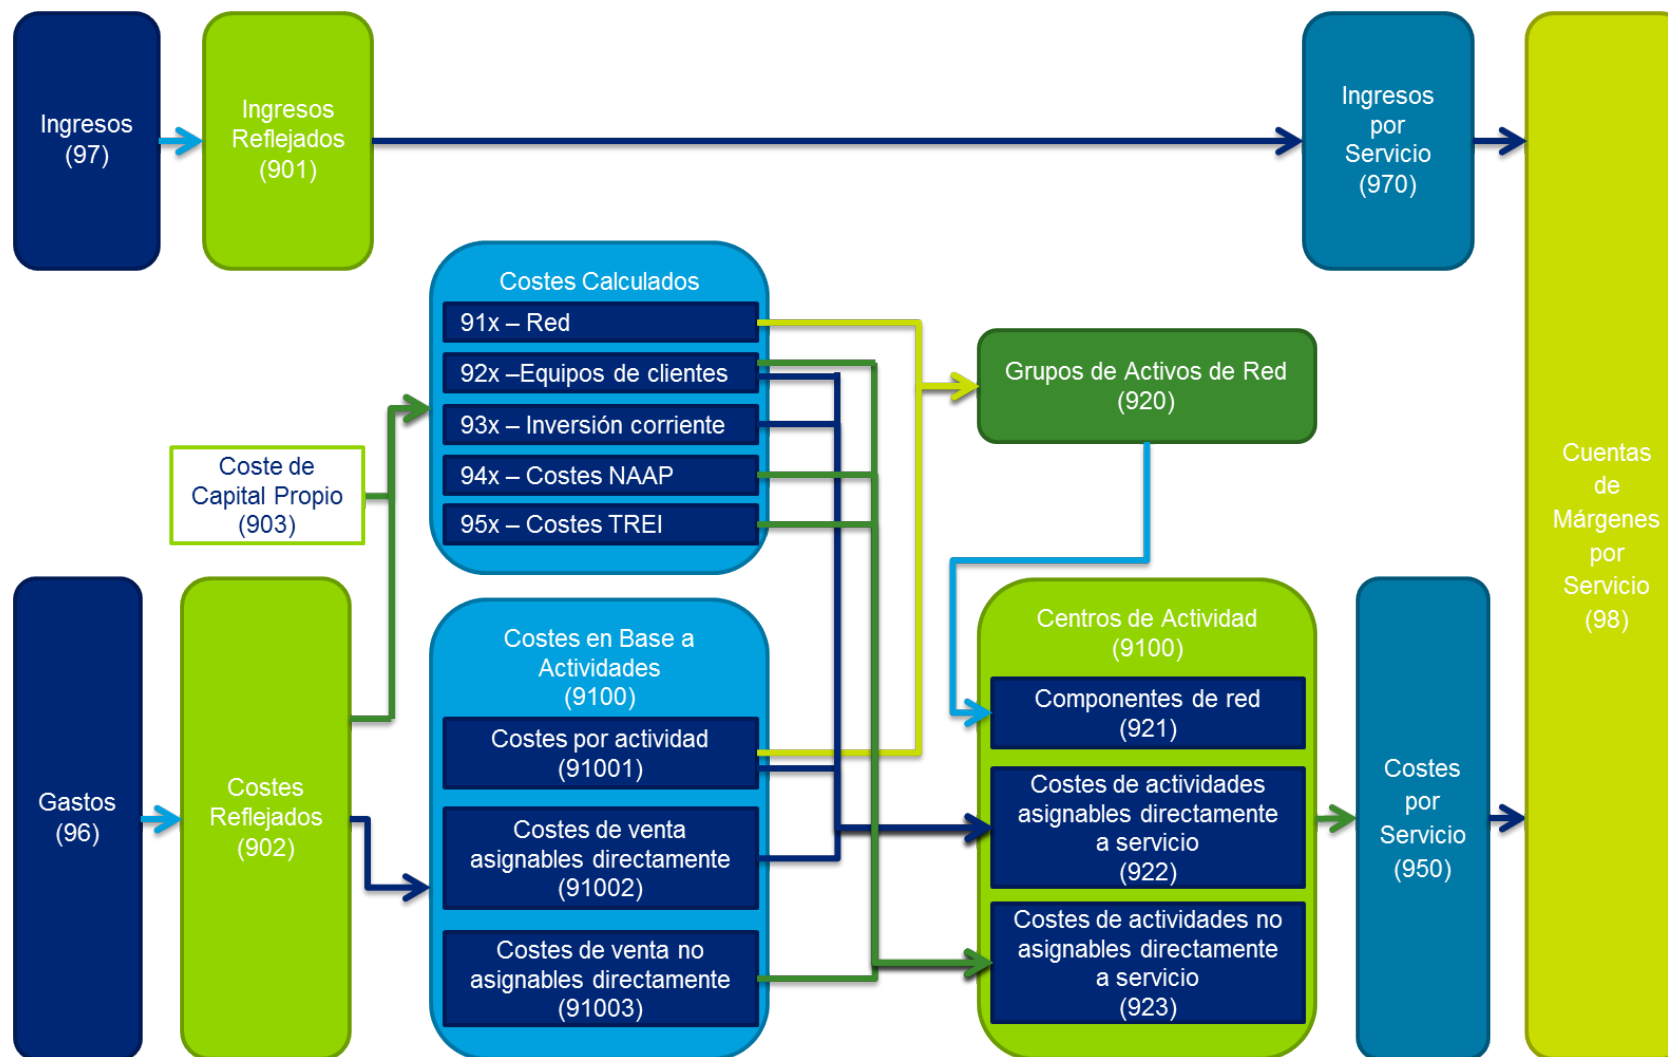 Ingresos
(97)
Ingresos
Reflejados
(901)
Ingresos
por
Servicio
(970)
Costes Calculados
91x – Red
92x –Equipos de clientes
93x – Inversión corriente
94x – Costes NAAP
95x – Costes TREI
Grupos de Activos de Red
(920)
Coste de
Capital Propio
(903)
Cuentas
de
Márgenes
por
Servicio
(98)
Gastos
(96)
Costes
Reflejados
(902)
Costes en Base a
Actividades
(9100)
Costes por actividad
(91001)
Costes de venta
asignables directamente
(91002)
Costes de venta no
asignables directamente
(91003)
Centros de Actividad
(9100)
Componentes de red
(921)
Costes de actividades
asignables directamente
a servicio
(922)
Costes de actividades no
asignables directamente
a servicio
(923)
Costes
por
Servicio
(950)